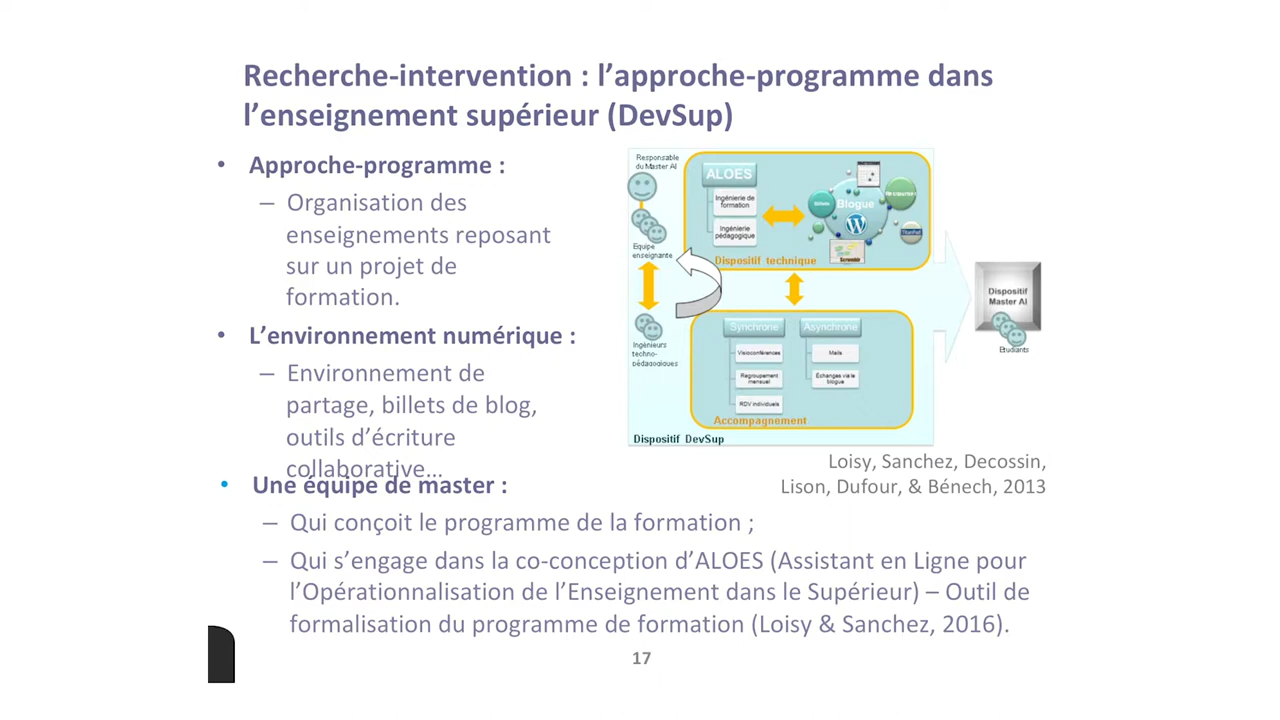 Recherche-intervention : l’approche-programme dans
l’enseignement supérieur (DevSup)
• Approche-programme :
– Organisation des
enseignements reposant
sur un projet de
formation.
• L’environnement numérique :
– Environnement de
partage, billets de blog,
outils d’écriture
collaborative…
Responsable
du Master AI
Equipe
enseignante
Ingénieurs
techno-
pédagogiques
ALOES
Ingénierie de
formation
Ingénierie
pédagogique
Billets
Blogue
Ressources
TitanPad
Screenblr
Dispositif technique
Synchrone
Visioconférences
Regroupement
mensuel
RDV individuels
Asynchrone
Mails
Échanges via le
blogue
Accompagnement
Dispositif DevSup
Dispositif
Master AI
Etudiants
Loisy, Sanchez, Decossin,
Lison, Dufour, & Bénech, 2013
• Une équipe de master :
– Qui conçoit le programme de la formation ;
– Qui s’engage dans la co-conception d’ALOES (Assistant en Ligne pour
l’Opérationnalisation de l’Enseignement dans le Supérieur) – Outil de
formalisation du programme de formation (Loisy & Sanchez, 2016).
17